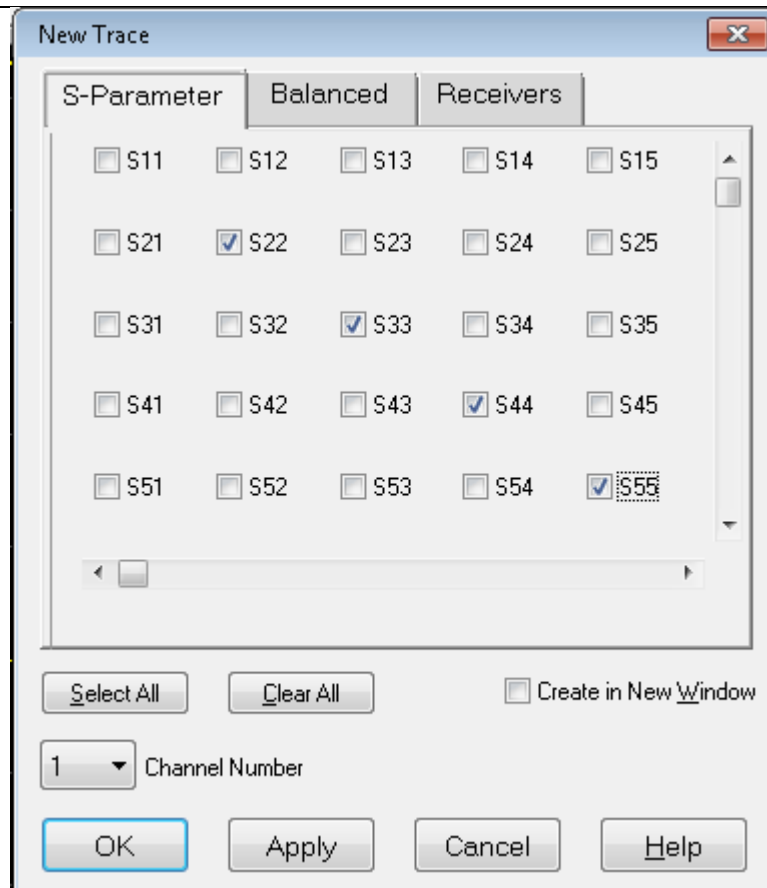 New Trace
S-Parameter Balanced Receivers
S11 S12 S13 S14 S15
S21 S22 S23 S24 S25
S31 S32 S33 S34 S35
S41 S42 S43 S44 S45
S51 S52 S53 S54 S55
Select All Clear All Create in New Window
1 Channel Number
OK Apply Cancel Help